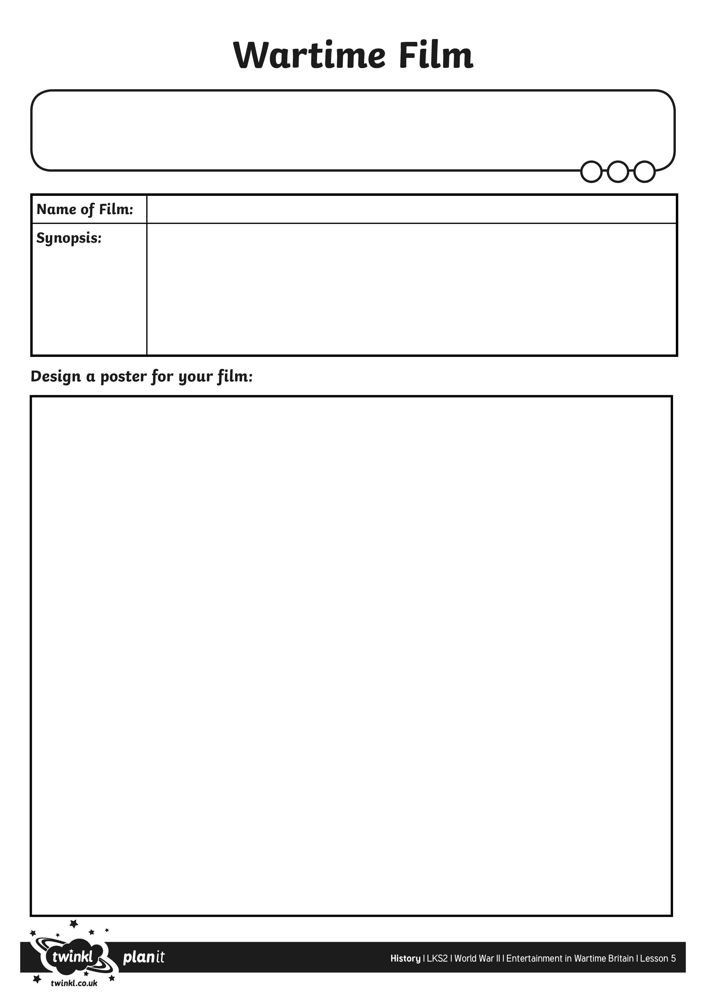 Wartime Film
Name of Film:
Synopsis:
Design a poster for your film:
twinkl planit
History | LKS2 | World War II | Entertainment in Wartime Britain | Lesson 5
twinkl.co.uk